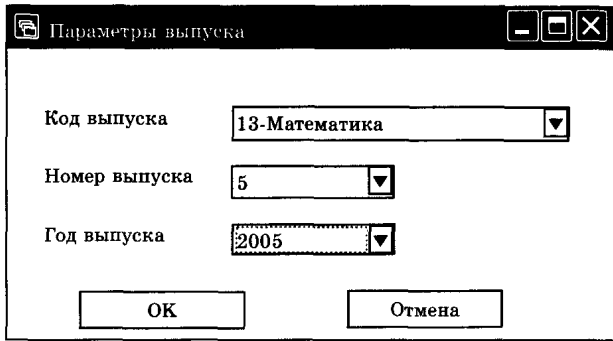 Параметры выпуска
Код выпуска 13-Математика
Номер выпуска 5
Год выпуска 2005
OK Отмена